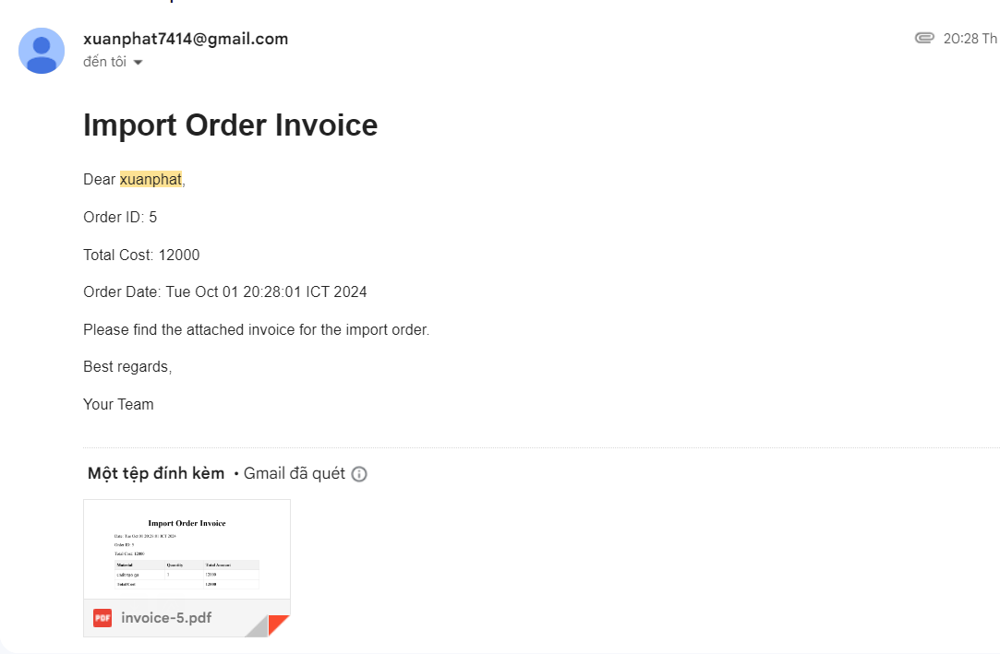 xuanphat7414@gmail.com
20:28 Th
đến tôi
Import Order Invoice
Dear xuanphat,
Order ID: 5
Total Cost: 12000
Order Date: Tue Oct 01 20:28:01 ICT 2024
Please find the attached invoice for the import order.
Best regards,
Your Team
Một tệp đính kèm • Gmail đã quét
Import Order Invoice
Date: Tue Oct 01 20:28:01 ICT 2024
Order ID: 5
Total Cost: 12000
Material Quantity Total Amount
1 12000
Total Cost 12000
PDF invoice-5.pdf